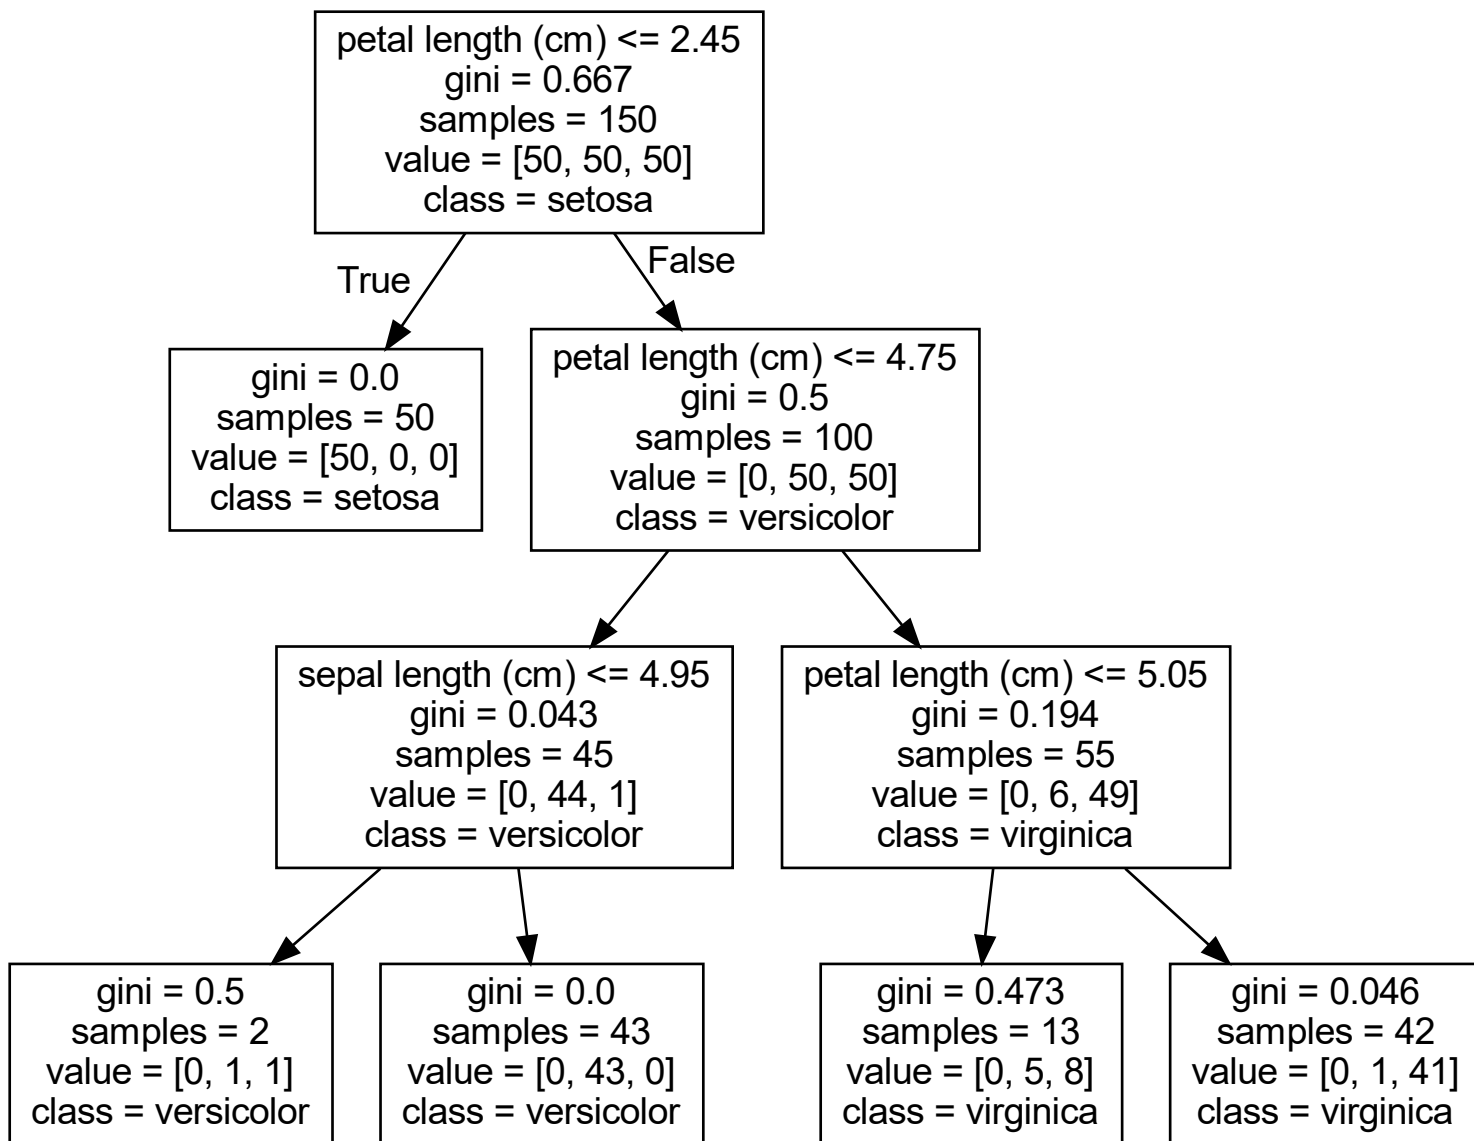 petal length (cm) <= 2.45
gini = 0.667
samples = 150
value = [50, 50, 50]
class = setosa
True
False
gini = 0.0
samples = 50
value = [50, 0, 0]
class = setosa
petal length (cm) <= 4.75
gini = 0.5
samples = 100
value = [0, 50, 50]
class = versicolor
sepal length (cm) <= 4.95
gini = 0.043
samples = 45
value = [0, 44, 1]
class = versicolor
petal length (cm) <= 5.05
gini = 0.194
samples = 55
value = [0, 6, 49]
class = virginica
gini = 0.5
samples = 2
value = [0, 1, 1]
class = versicolor
gini = 0.0
samples = 43
value = [0, 43, 0]
class = versicolor
gini = 0.473
samples = 13
value = [0, 5, 8]
class = virginica
gini = 0.046
samples = 42
value = [0, 1, 41]
class = virginica